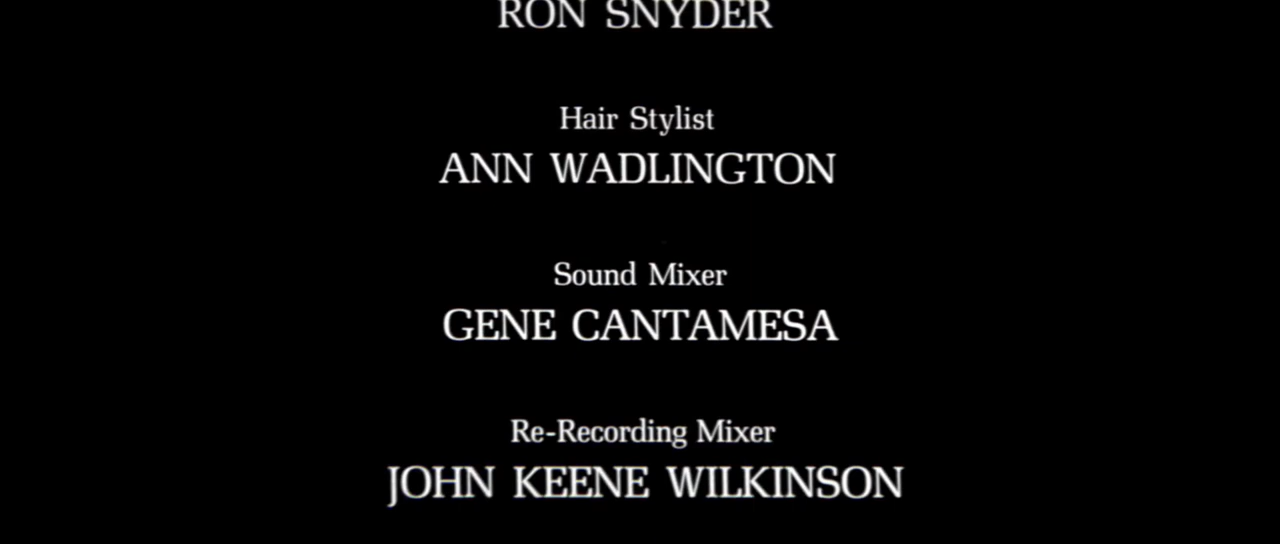 RON SNYDER
Hair Stylist
ANN WADLINGTON
Sound Mixer
GENE CANTAMESA
Re-Recording Mixer
JOHN KEENE WILKINSON